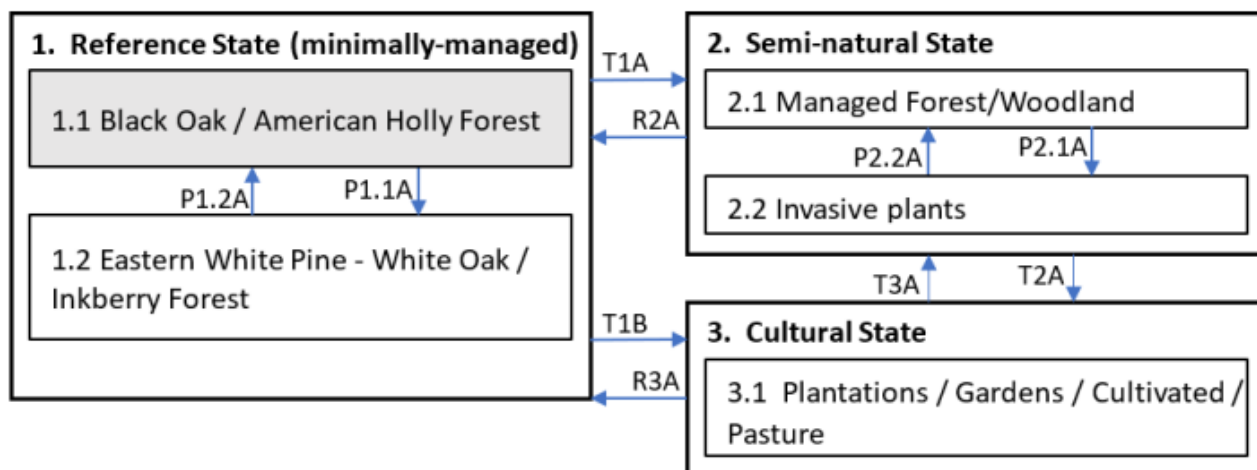 1. Reference State (minimally-managed)
1.1 Black Oak / American Holly Forest
P1.2A
P1.1A
1.2 Eastern White Pine - White Oak /
Inkberry Forest
T1A
R2A
T1B
R3A
2. Semi-natural State
2.1 Managed Forest/Woodland
P2.2A
P2.1A
2.2 Invasive plants
T3A
T2A
3. Cultural State
3.1 Plantations / Gardens / Cultivated /
Pasture